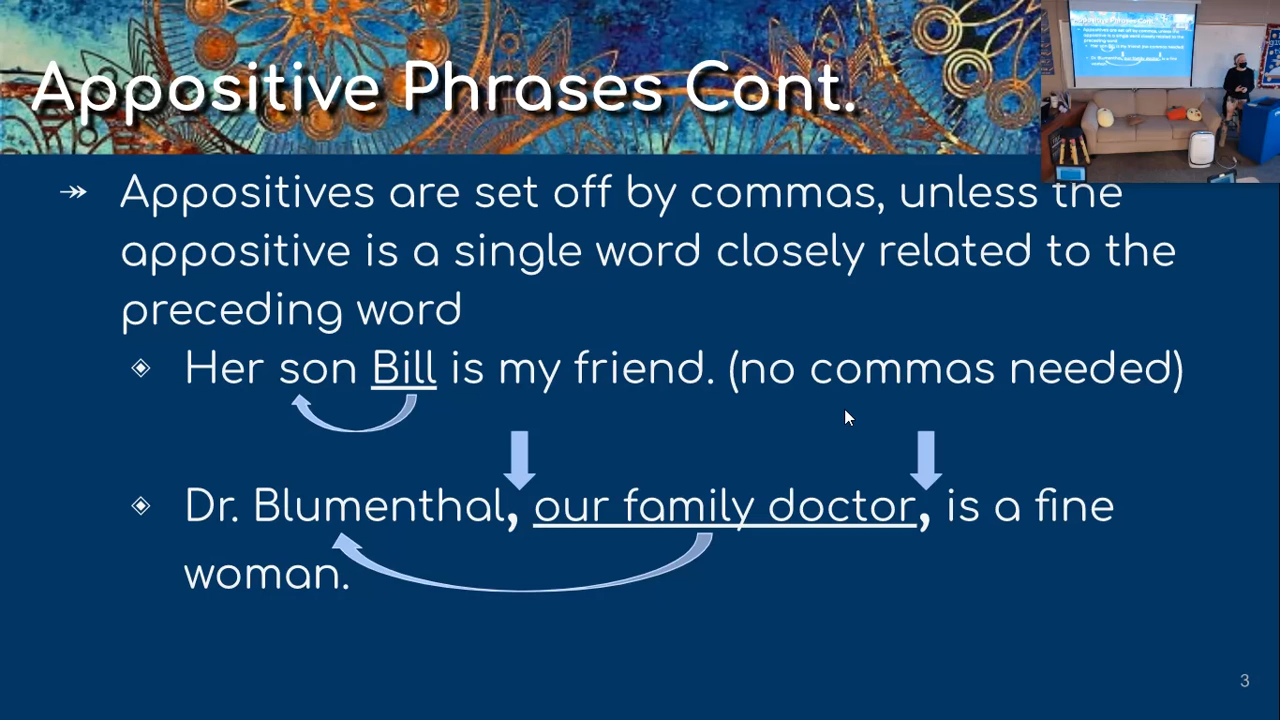 Appositive Phrases Cont.
Appositives are set off by commas, unless the
appositive is a single word closely related to the
preceding word
Her son Bill is my friend. (no commas needed)
Dr. Blumenthal, our family doctor, is a fine
woman.
3